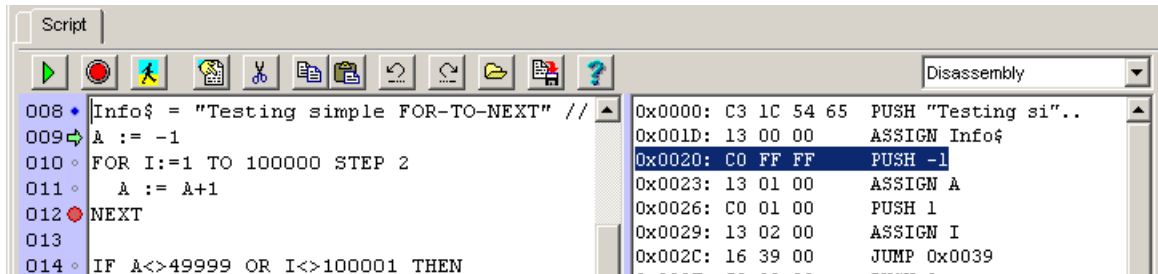 Script
Disassembly
008 Info$ = "Testing simple FOR-TO-NEXT" //
009 A := -1
010 FOR I:=1 TO 100000 STEP 2
011 A := A+1
012 NEXT
013
014 IF A<>49999 OR I<>100001 THEN
0x0000: C3 1C 54 65 PUSH "Testing si"..
0x001D: 13 00 00 ASSIGN Info$
0x0020: C0 FF FF PUSH -1
0x0023: 13 01 00 ASSIGN A
0x0026: C0 01 00 PUSH 1
0x0029: 13 02 00 ASSIGN I
0x002C: 16 39 00 JUMP 0x0039